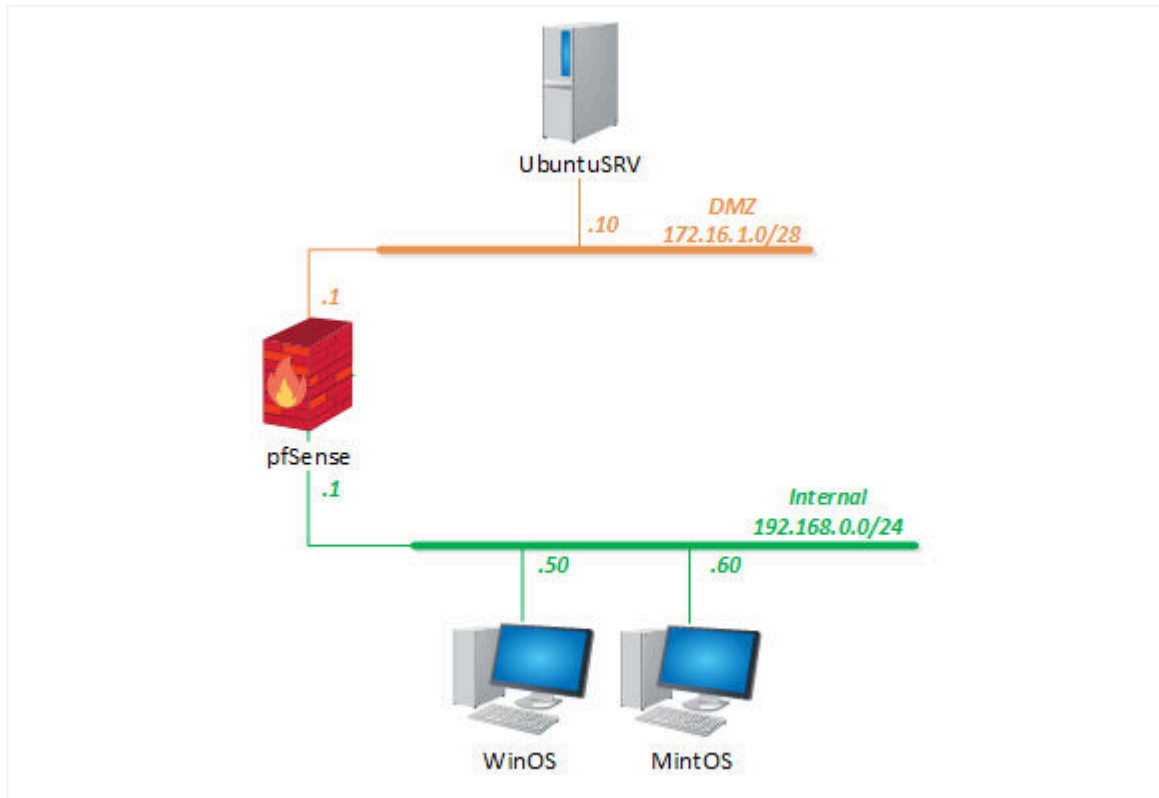 UbuntuSRV
.10
DMZ
172.16.1.0/28
.1
pfSense
.1
Internal
192.168.0.0/24
.50
.60
WinOS
MintOS